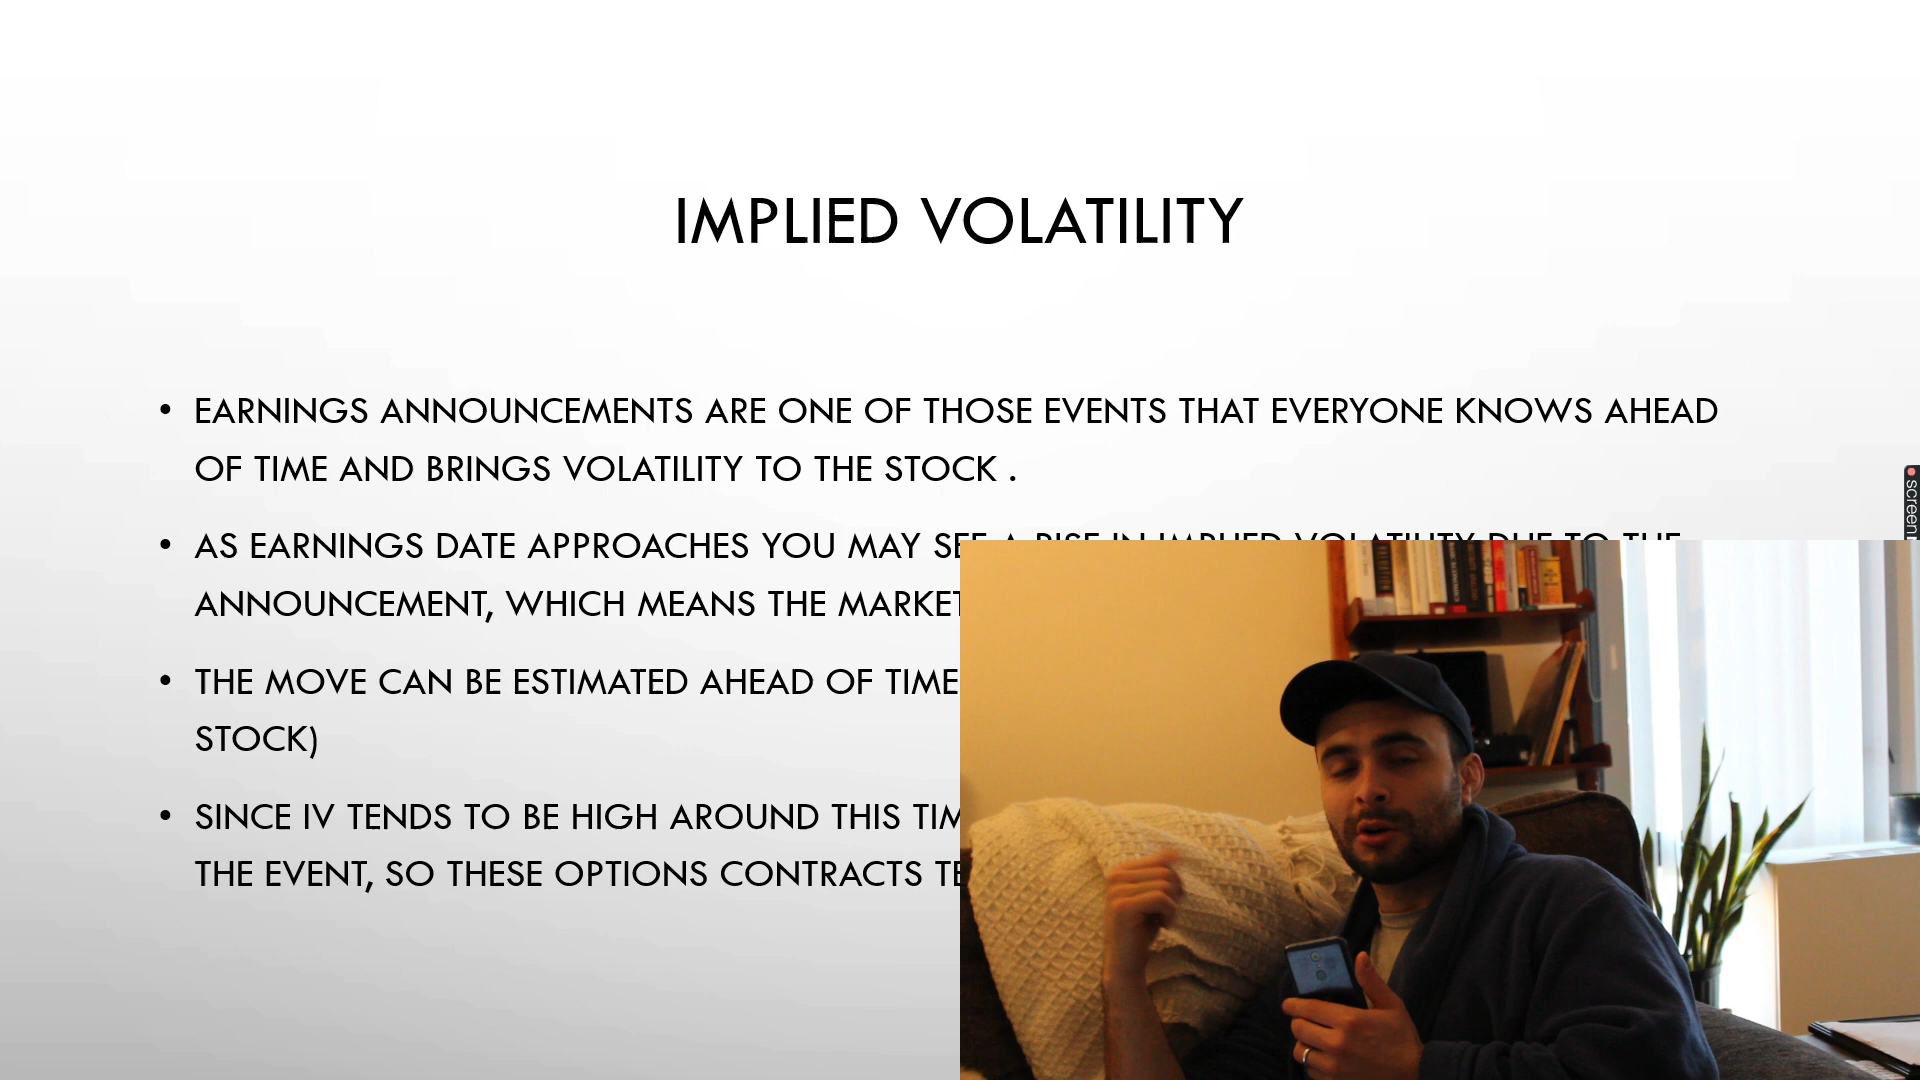 IMPLIED VOLATILITY
• EARNINGS ANNOUNCEMENTS ARE ONE OF THOSE EVENTS THAT EVERYONE KNOWS AHEAD
OF TIME AND BRINGS VOLATILITY TO THE STOCK .
• AS EARNINGS DATE APPROACHES YOU MAY SEE A RISE IN IMPLIED VOLATILITY DUE TO THE
ANNOUNCEMENT, WHICH MEANS THE MARKET
• THE MOVE CAN BE ESTIMATED AHEAD OF TIME
STOCK)
• SINCE IV TENDS TO BE HIGH AROUND THIS
THE EVENT, SO THESE OPTIONS CONTRACTS